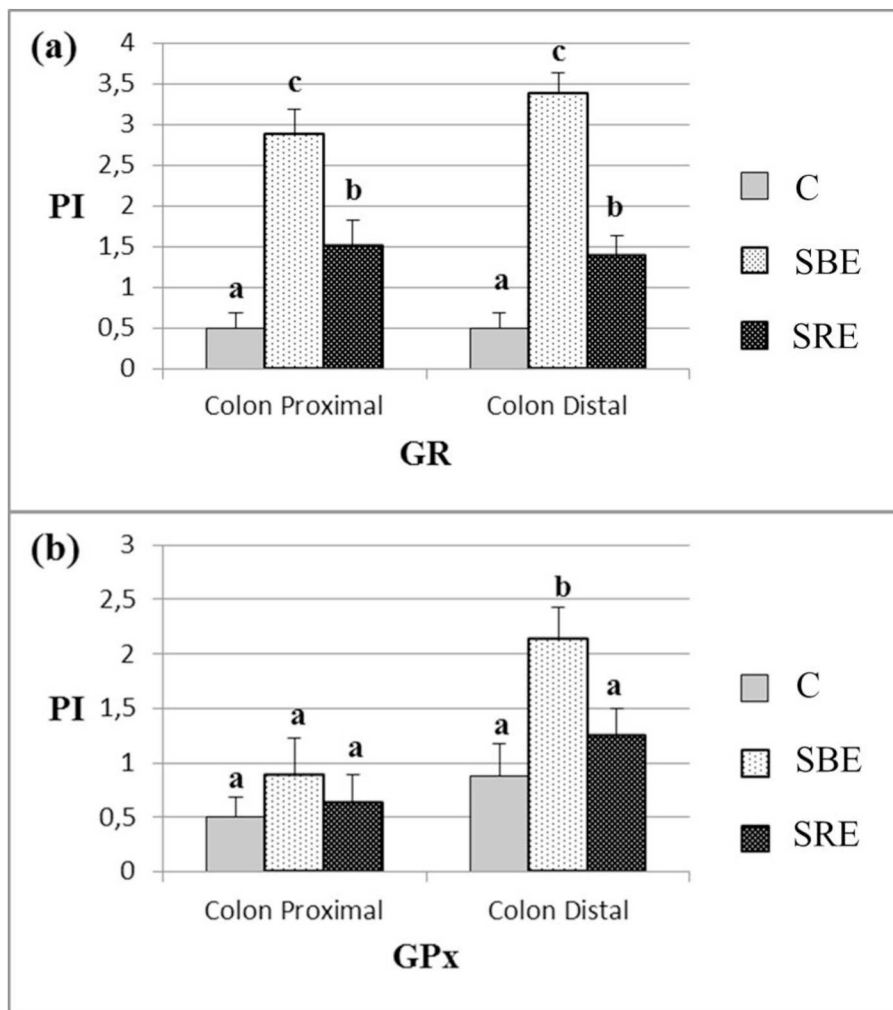 (a)
4
3,5
3
2,5
2
1,5
1
0,5
0
PI
a
c
b
a
c
b
Colon Proximal
Colon Distal
GR
C
SBE
SRE
(b)
3
2,5
2
1,5
1
0,5
0
PI
a
a
a
a
b
a
Colon Proximal
Colon Distal
GPx
C
SBE
SRE